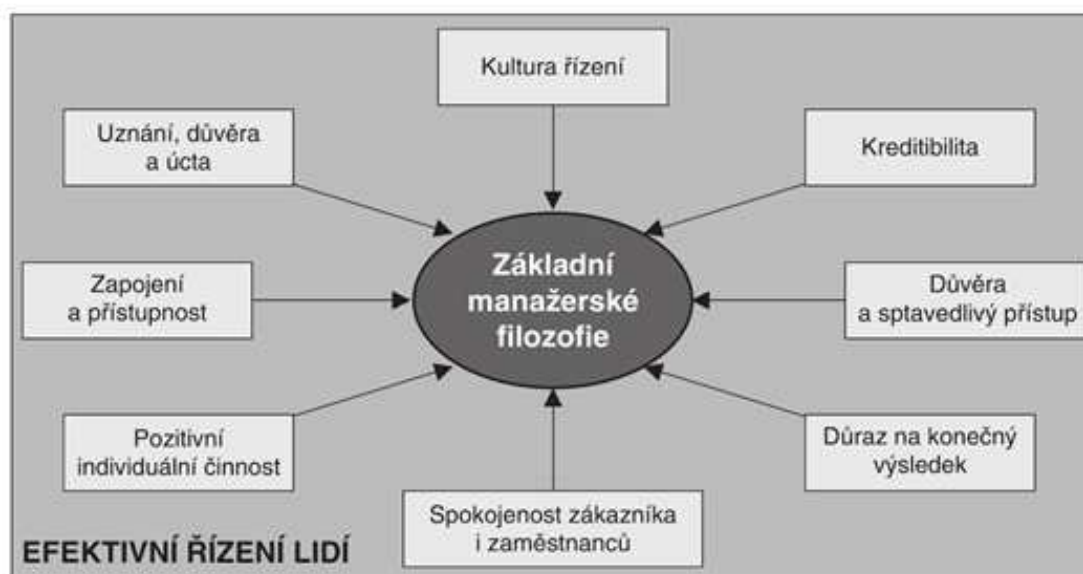 Kultura řízení
Uznání, důvěra
a úcta
Kreditibilita
Zapojení
a přístupnost
Základní
manažerské
filozofie
Důvěra
a sptavedlivý přístup
Pozitivní
individuální činnost
Důraz na konečný
výsledek
Spokojenost zákazníka
i zaměstnanců
EFEKTIVNÍ ŘÍZENÍ LIDÍ